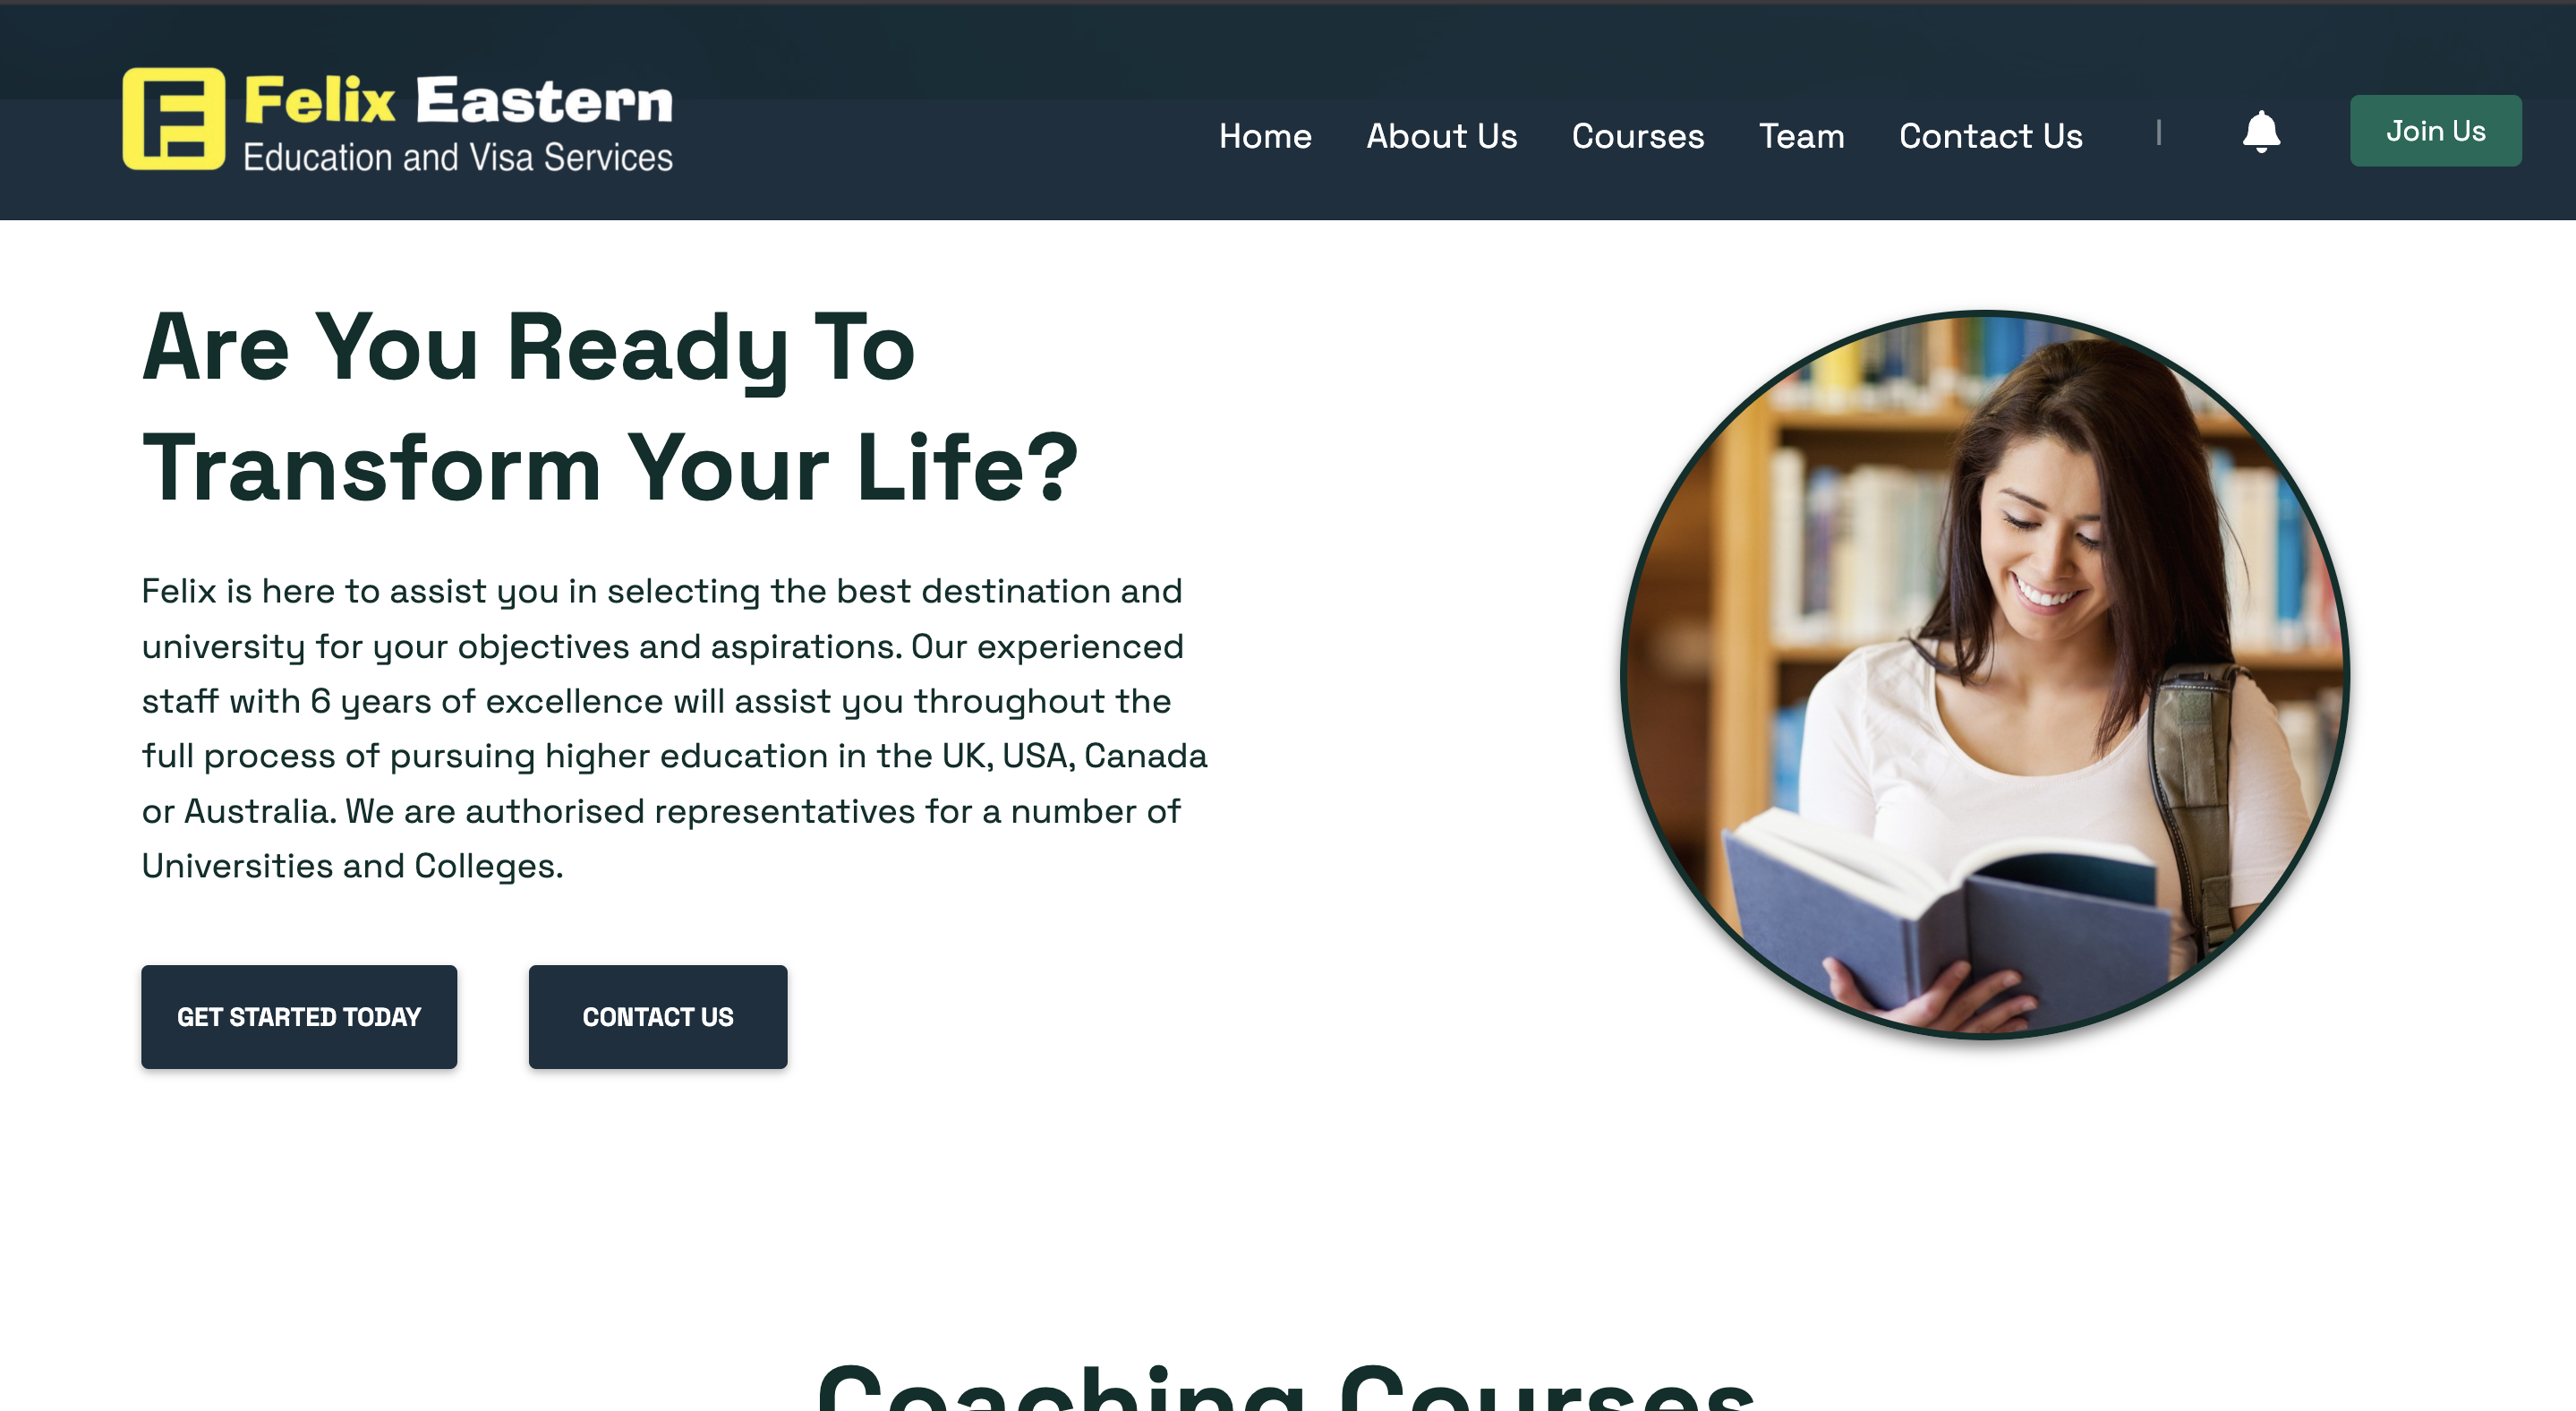 Felix Eastern
Education and Visa Services
Home About Us Courses Team Contact Us | Join Us
Are You Ready To
Transform Your Life?
Felix is here to assist you in selecting the best destination and
university for your objectives and aspirations. Our experienced
staff with 6 years of excellence will assist you throughout the
full process of pursuing higher education in the UK, USA, Canada
or Australia. We are authorised representatives for a number of
Universities and Colleges.
GET STARTED TODAY CONTACT US
Coaching Courses